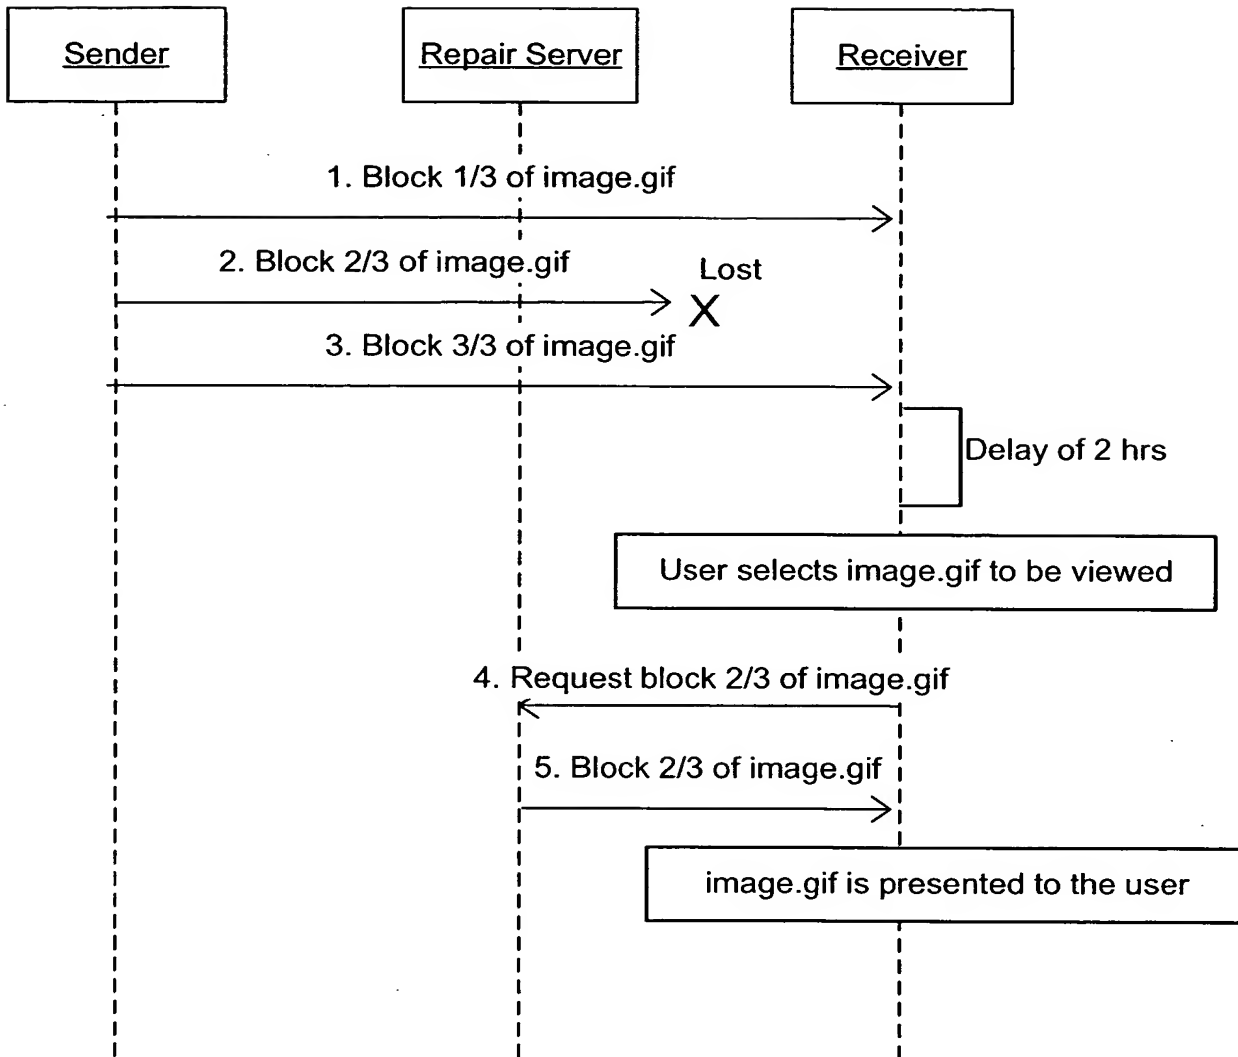 Sender
Repair Server
Receiver
1. Block 1/3 of image.gif
2. Block 2/3 of image.gif
Lost
X
3. Block 3/3 of image.gif
Delay of 2 hrs
User selects image.gif to be viewed
4. Request block 2/3 of image.gif
5. Block 2/3 of image.gif
image.gif is presented to the user